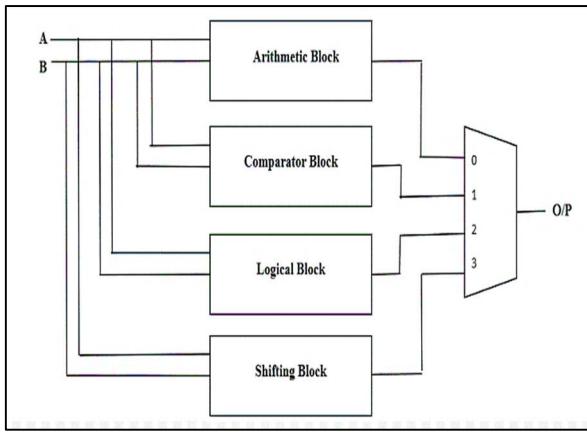 A
B
Arithmetic Block
Comparator Block
Logical Block
Shifting Block
0
1
2
3
O/P